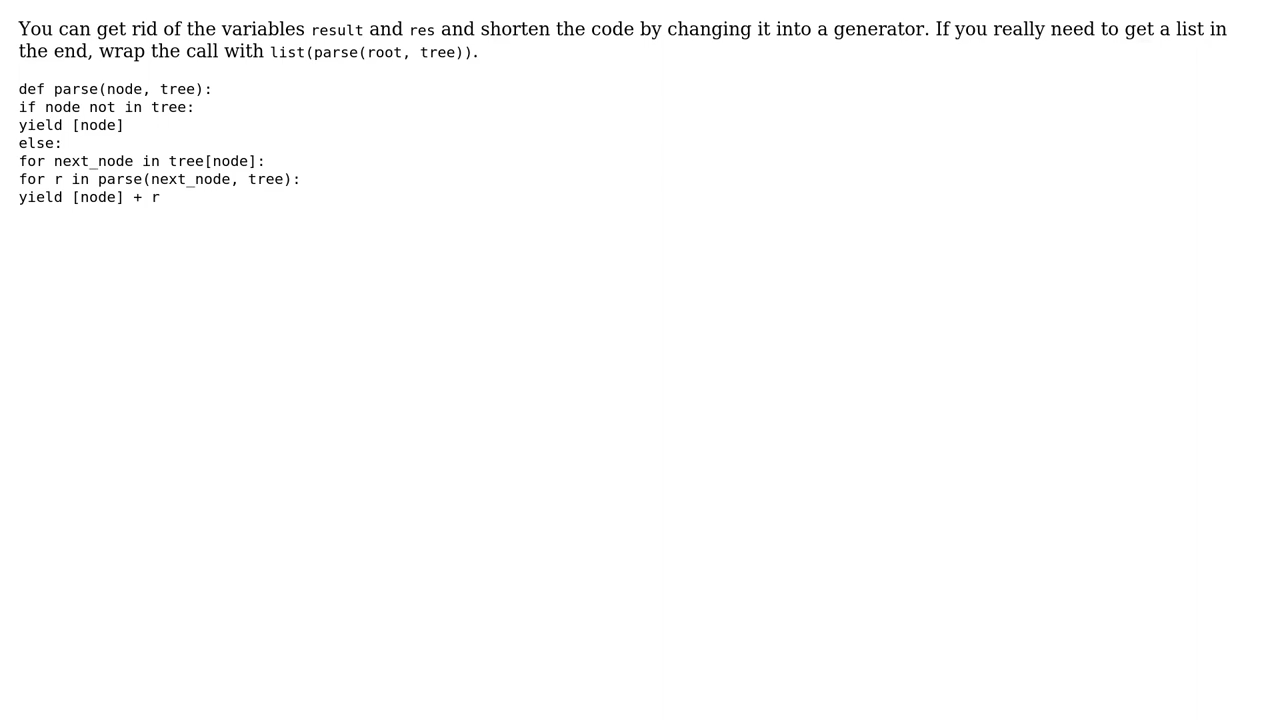 You can get rid of the variables result and res and shorten the code by changing it into a generator. If you really need to get a list in
the end, wrap the call with list(parse(root, tree)).
def parse(node, tree):
if node not in tree:
yield [node]
else:
for next_node in tree[node]:
for r in parse(next_node, tree):
yield [node] + r